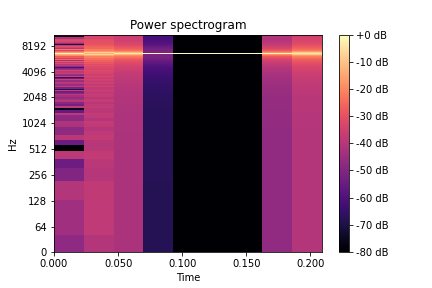 Power spectrogram
8192
4096
2048
1024
512
256
128
64
0
Hz
0.000 0.050 0.100 0.150 0.200
Time
+0 dB
-10 dB
-20 dB
-30 dB
-40 dB
-50 dB
-60 dB
-70 dB
-80 dB